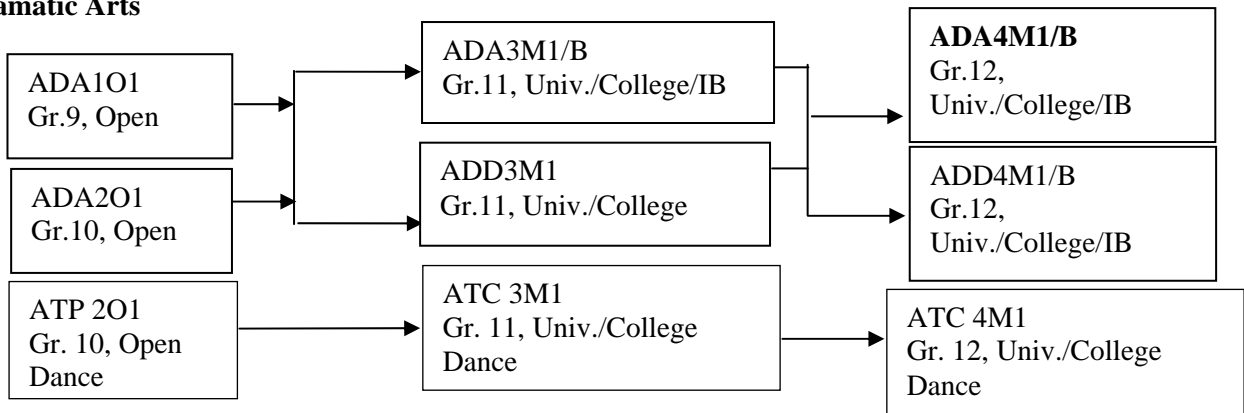 amatic Arts
ADA1O1
Gr.9, Open
ADA2O1
Gr.10, Open
ATP 2O1
Gr. 10, Open
Dance
ADA3M1/B
Gr.11, Univ./College/IB
ADD3M1
Gr.11, Univ./College
ATC 3M1
Gr. 11, Univ./College
Dance
ADA4M1/B
Gr.12,
Univ./College/IB
ADD4M1/B
Gr.12,
Univ./College/IB
ATC 4M1
Gr. 12, Univ./College
Dance